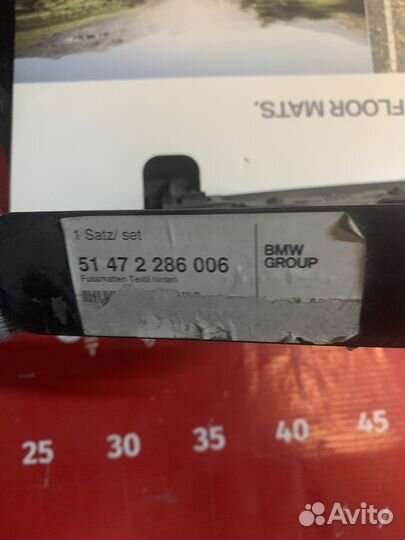 FLOOR MATS.
1 Satz/ set
51 47 2 286 006
Fussmatten Textil hinten
BMW
GROUP
25 30 35 40 45
Avito